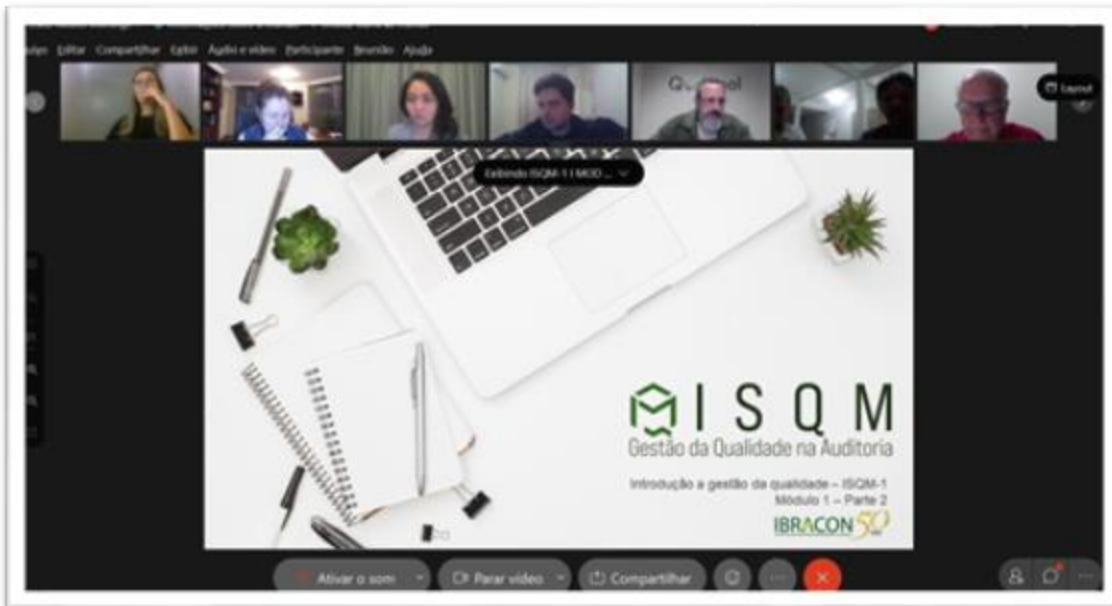 Editar Compartilhar Exibir Áudio e vídeo Participante Reunião Ajuda
Layout
Exibindo ISQM-1 I MOD ...
ISQM
Gestão da Qualidade na Auditoria
Introdução a gestão da qualidade – ISQM-1
Módulo 1 – Parte 2
IBRACON 50
Ativar o som
Parar vídeo
Compartilhar